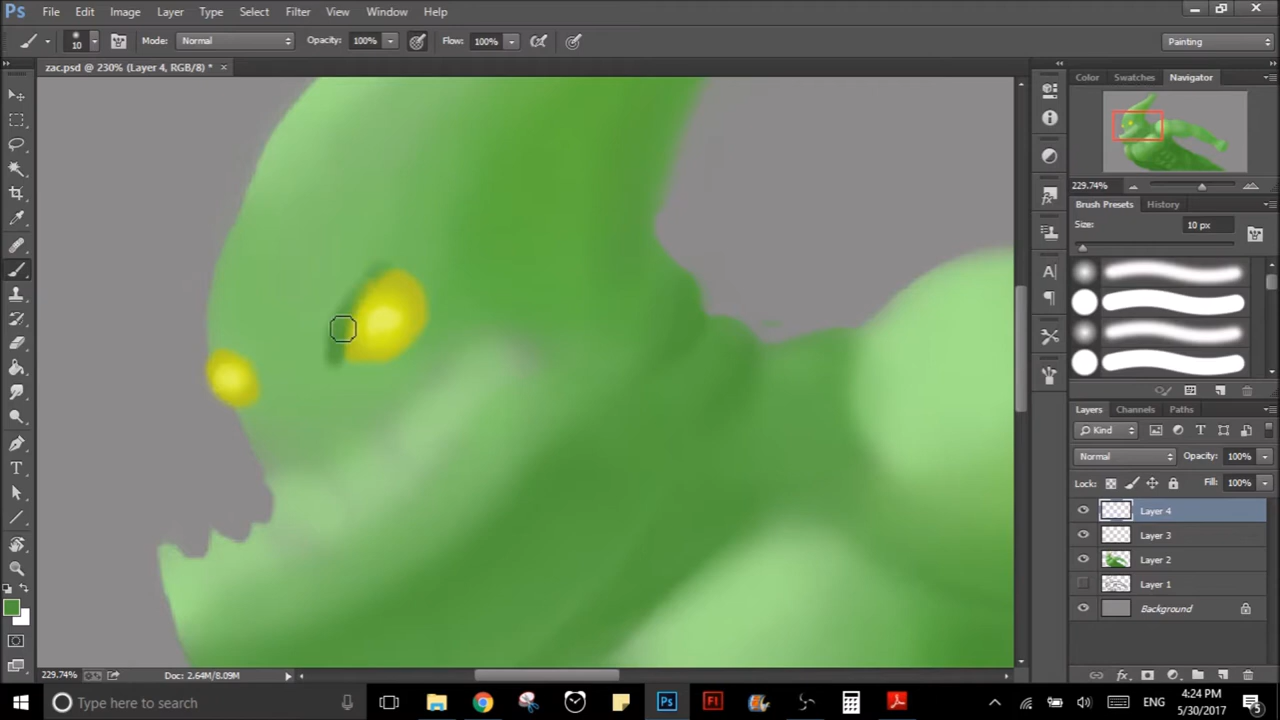 Ps File Edit Image Layer Type Select Filter View Window Help
10 Mode: Normal Opacity: 100% Flow: 100% Painting
zac.psd @ 230% (Layer 4, RGB/8) * ×
Color Swatches Navigator
229.74%
Brush Presets History
Size: 10 px
Layers Channels Paths
Kind
Normal Opacity: 100%
Lock: Fill: 100%
Layer 4
Layer 3
Layer 2
Layer 1
Background
229.74% Doc: 2.64M/8.09M
Type here to search
Ps Fl ENG 4:24 PM
5/30/2017 5